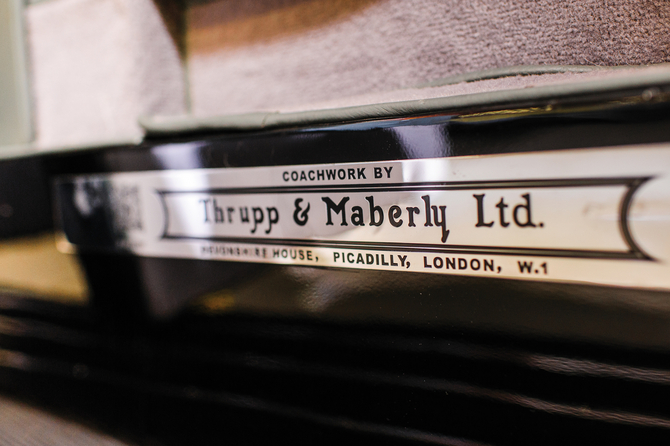 COACHWORK BY
Thrupp & Maberly Ltd.
DEVONSHIRE HOUSE, PICADILLY, LONDON, W.1